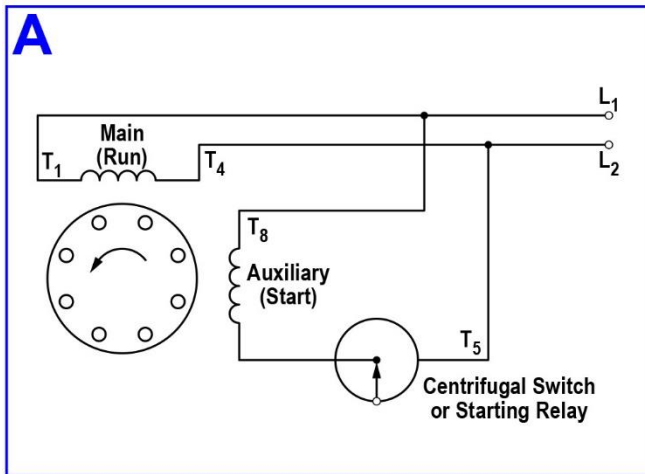 A
L₁
Main
(Run)
T₁
T₄
L₂
T₈
Auxiliary
(Start)
T₅
Centrifugal Switch
or Starting Relay